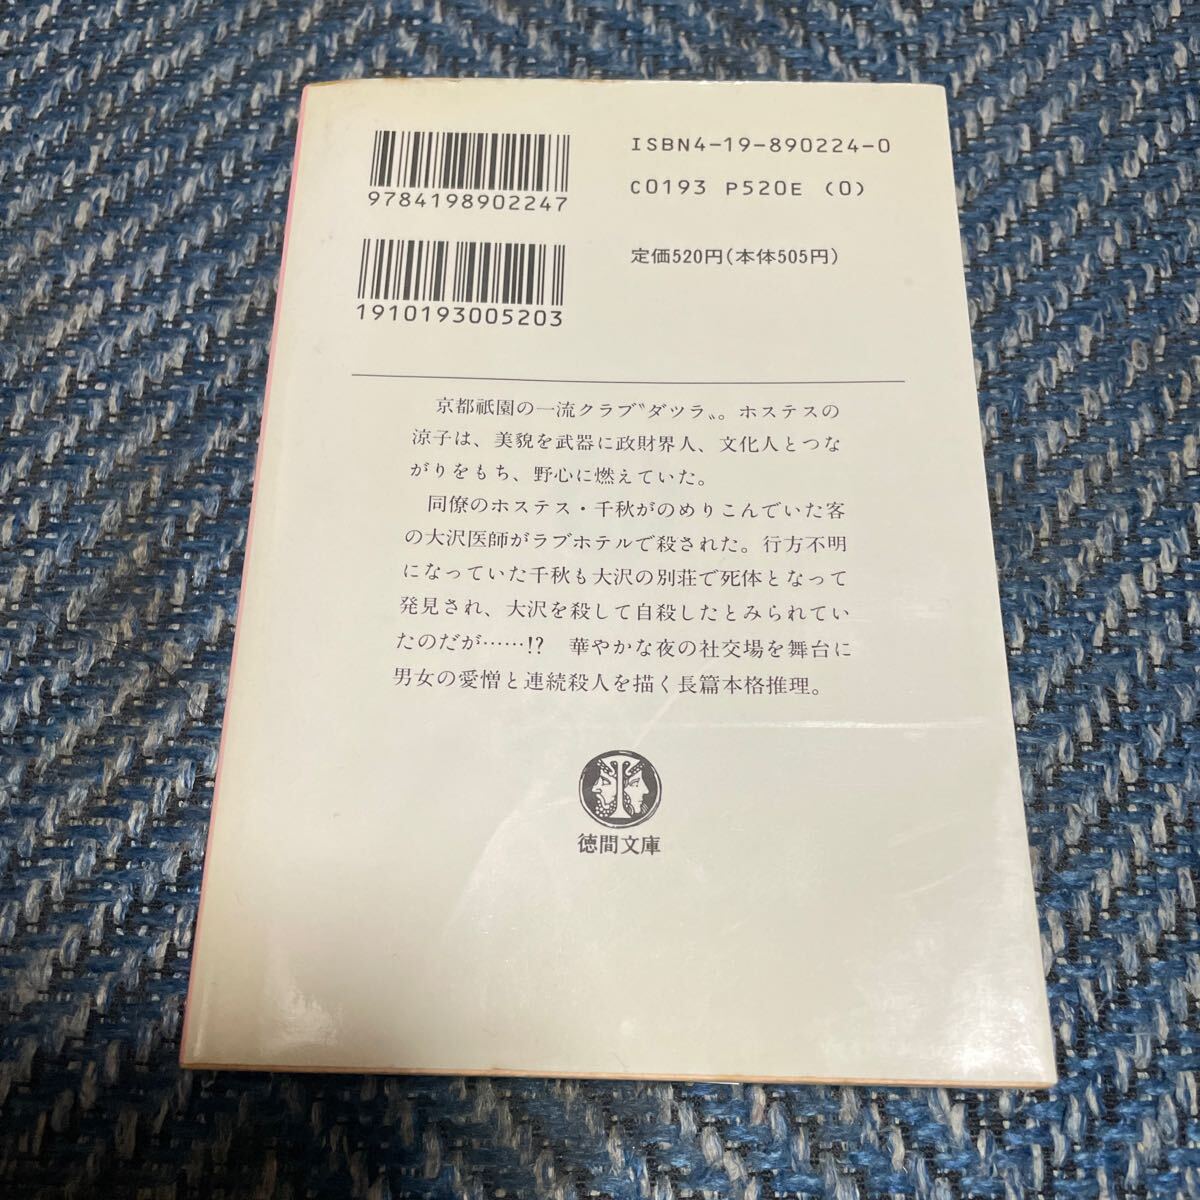 ISBN4-19-890224-0
9784198902247
C0193 P520E (0)
定価520円(本体505円)
1910193005203
京都祇園の一流クラブ〝ダツラ〟。ホステスの
涼子は、美貌を武器に政財界人、文化人とつな
がりをもち、野心に燃えていた。
同僚のホステス・千秋がのめりこんでいた客
の大沢医師がラブホテルで殺された。行方不明
になっていた千秋も大沢の別荘で死体となって
発見され、大沢を殺して自殺したとみられてい
たのだが……!? 華やかな夜の社交場を舞台に
男女の愛憎と連続殺人を描く長篇本格推理。
徳間文庫